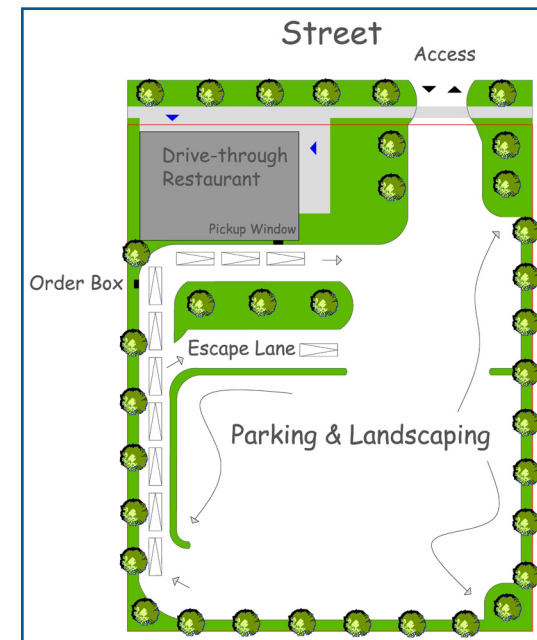 Street
Access
Drive-through
Restaurant
Pickup Window
Order Box
Escape Lane
Parking & Landscaping